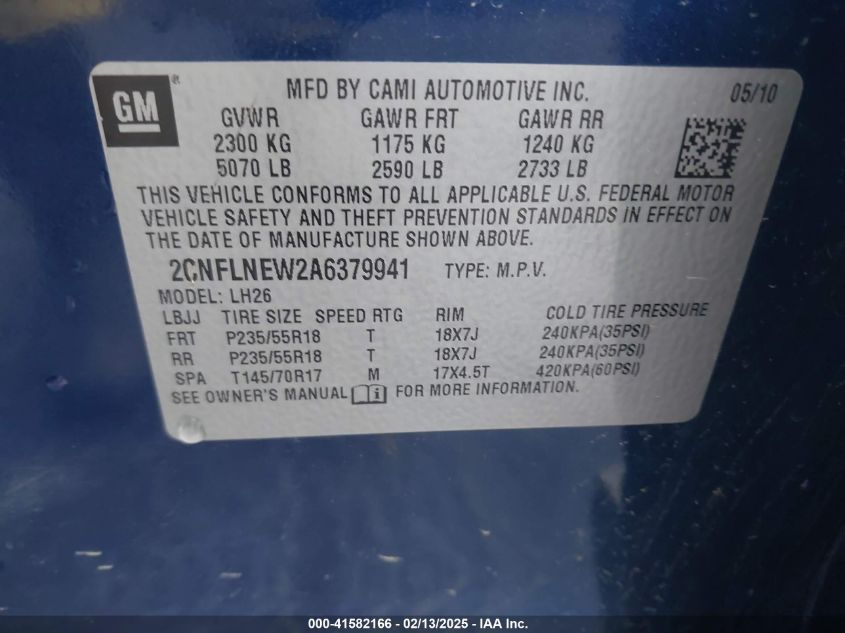 GM®
MFD BY CAMI AUTOMOTIVE INC. 05/10
GVWR GAWR FRT GAWR RR
2300 KG 1175 KG 1240 KG
5070 LB 2590 LB 2733 LB
THIS VEHICLE CONFORMS TO ALL APPLICABLE U.S. FEDERAL MOTOR
VEHICLE SAFETY AND THEFT PREVENTION STANDARDS IN EFFECT ON
THE DATE OF MANUFACTURE SHOWN ABOVE.
2CNFLNEW2A6379941 TYPE: M.P.V.
MODEL: LH26
LBJJ TIRE SIZE SPEED RTG RIM COLD TIRE PRESSURE
FRT P235/55R18 T 18X7J 240KPA(35PSI)
RR P235/55R18 T 18X7J 240KPA(35PSI)
SPA T145/70R17 M 17X4.5T 420KPA(60PSI)
SEE OWNER'S MANUAL i FOR MORE INFORMATION.
000-41582166 - 02/13/2025 - IAA Inc.